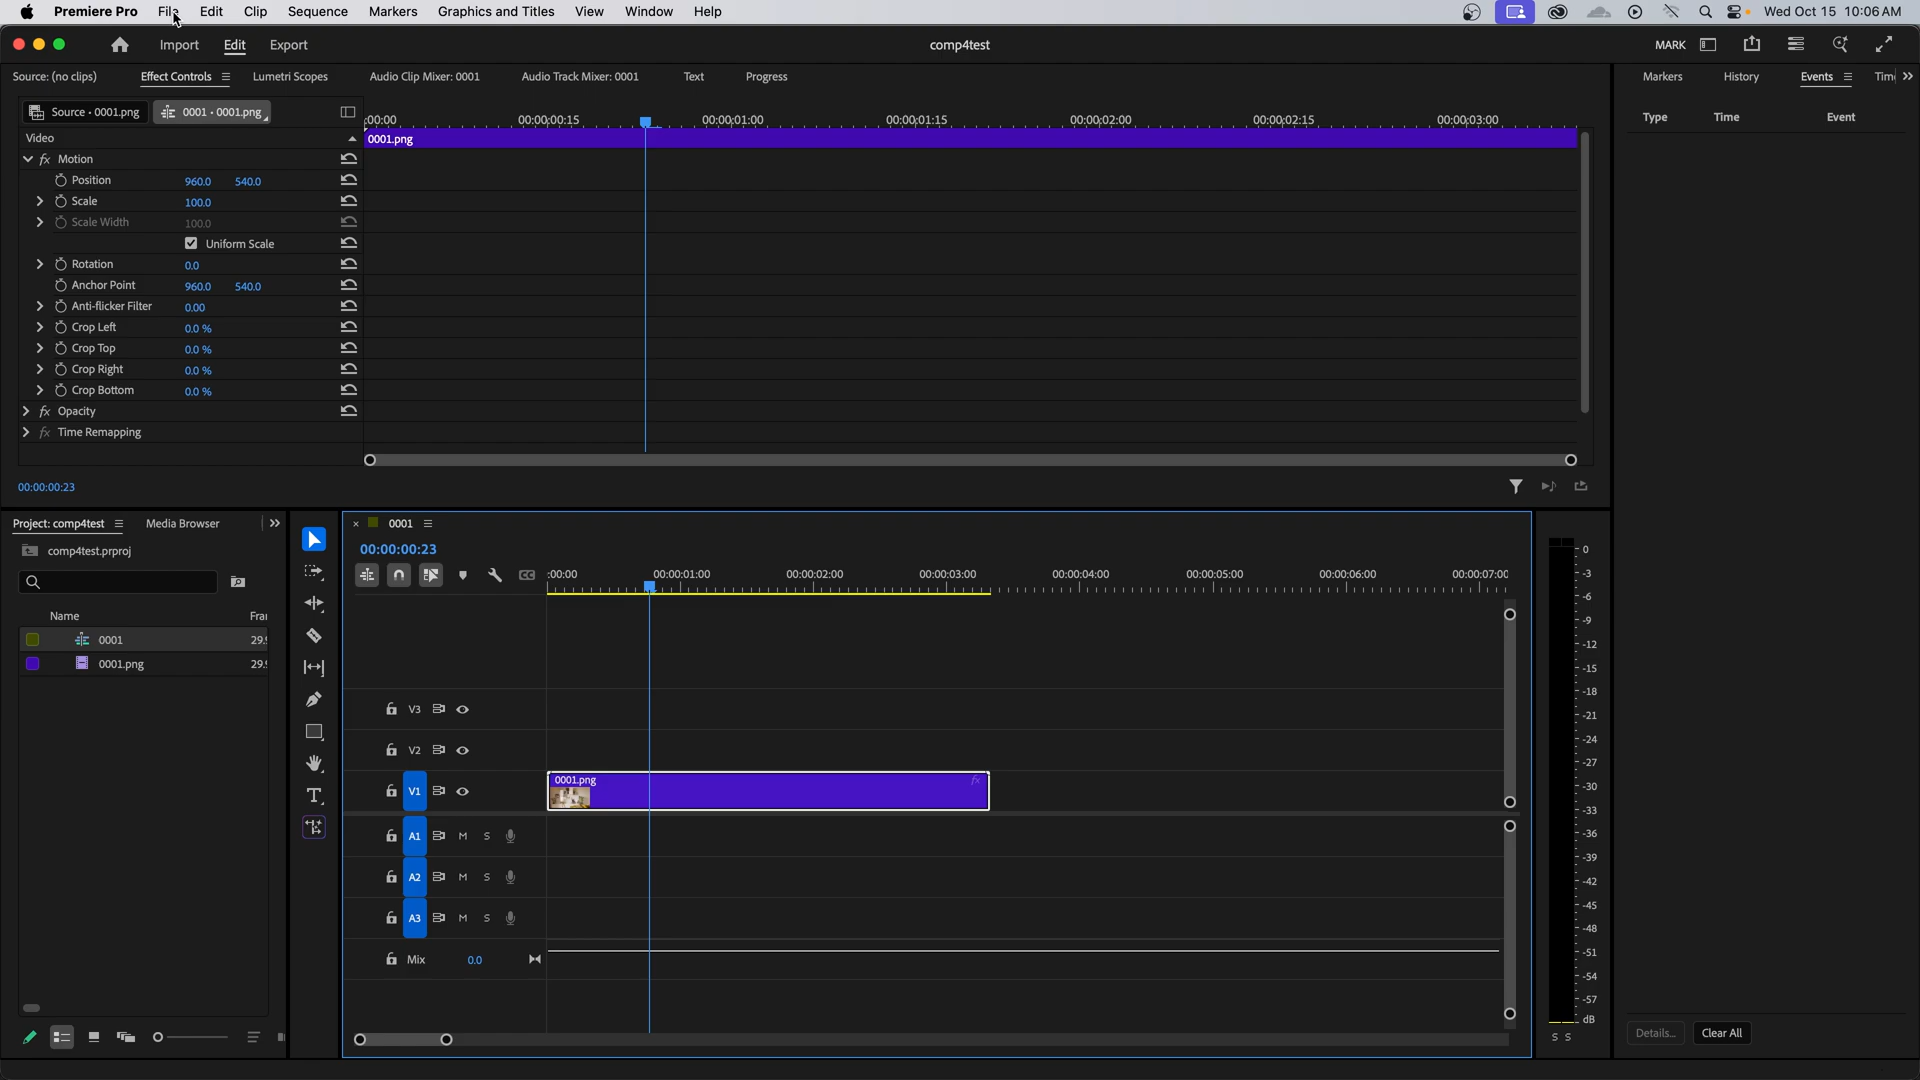 Premiere Pro File Edit Clip Sequence Markers Graphics and Titles View Window Help Wed Oct 15 10:06 AM
Import Edit Export comp4test MARK
Source: (no clips) Effect Controls Lumetri Scopes Audio Clip Mixer: 0001 Audio Track Mixer: 0001 Text Progress
Markers History Events
Source • 0001.png 0001 • 0001.png
:00:00 00:00:00:15 00:00:01:00 00:00:01:15 00:00:02:00 00:00:02:15 00:00:03:00
Type Time Event
Video
0001.png
fx Motion
Position 960.0 540.0
Scale 100.0
Scale Width 100.0
Uniform Scale
Rotation 0.0
Anchor Point 960.0 540.0
Anti-flicker Filter 0.00
Crop Left 0.0 %
Crop Top 0.0 %
Crop Right 0.0 %
Crop Bottom 0.0 %
fx Opacity
fx Time Remapping
00:00:00:23
Project: comp4test Media Browser
comp4test.prproj
Name
0001
0001.png
0001
00:00:00:23
CC
:00:00 00:00:01:00 00:00:02:00 00:00:03:00 00:00:04:00 00:00:05:00 00:00:06:00 00:00:07:00
V3
V2
V1
0001.png fx
A1 M S
A2 M S
A3 M S
Mix 0.0
0
-3
-6
-9
-12
-15
-18
-21
-24
-27
-30
-33
-36
-39
-42
-45
-48
-51
-54
-57
dB
S S
Details... Clear All